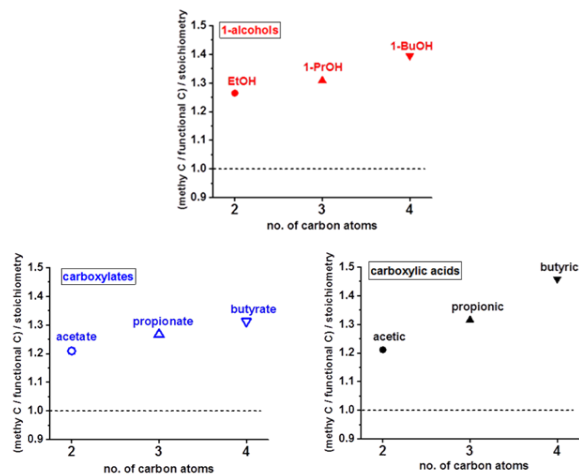 (methy C / functional C) / stoichiometry
1.5
1.4
1.3
1.2
1.1
1.0
0.9
1-alcohols
EtOH
1-PrOH
1-BuOH
2 3 4
no. of carbon atoms
(methy C / functional C) / stoichiometry
1.5
1.4
1.3
1.2
1.1
1.0
0.9
carboxylates
acetate
propionate
butyrate
2 3 4
no. of carbon atoms
(methy C / functional C) / stoichiometry
1.5
1.4
1.3
1.2
1.1
1.0
0.9
carboxylic acids
acetic
propionic
butyric
2 3 4
no. of carbon atoms